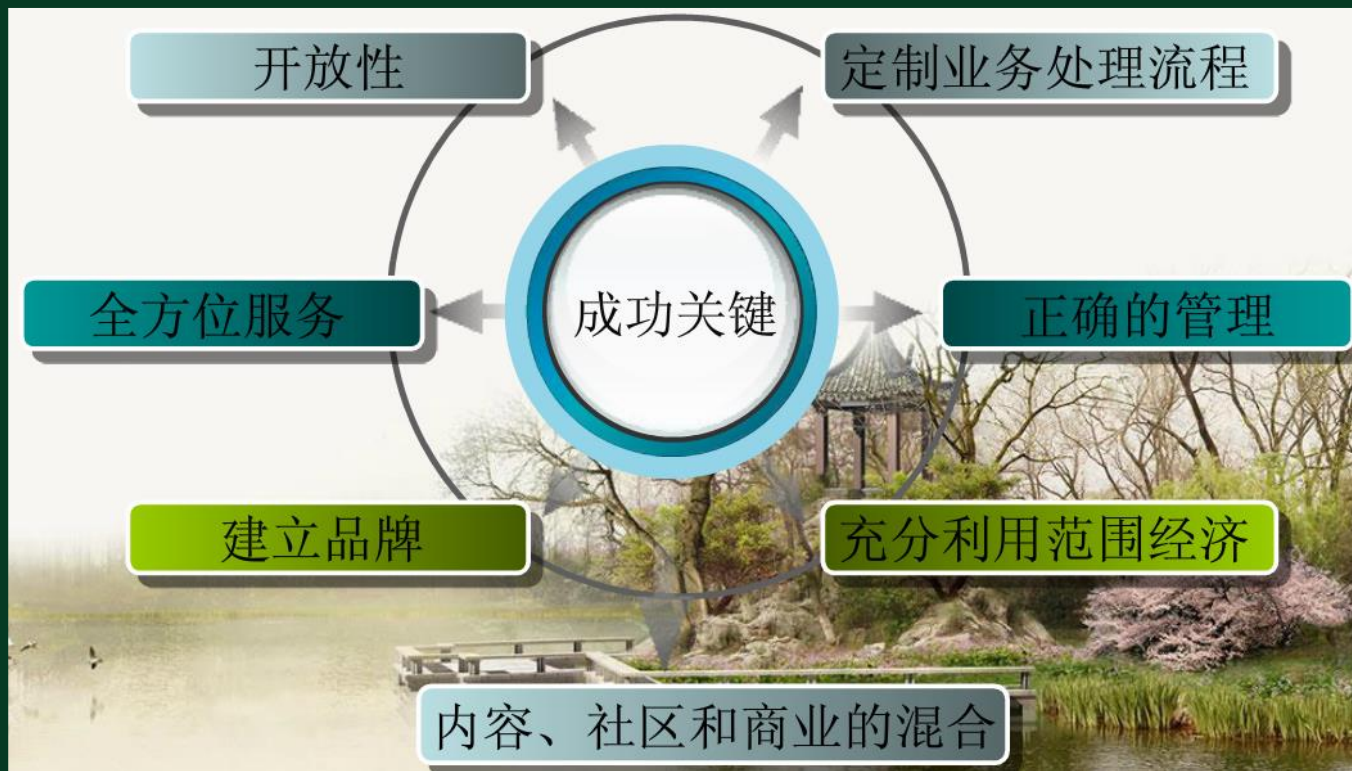 开放性
定制业务处理流程
全方位服务
成功关键
正确的管理
建立品牌
充分利用范围经济
内容、社区和商业的混合